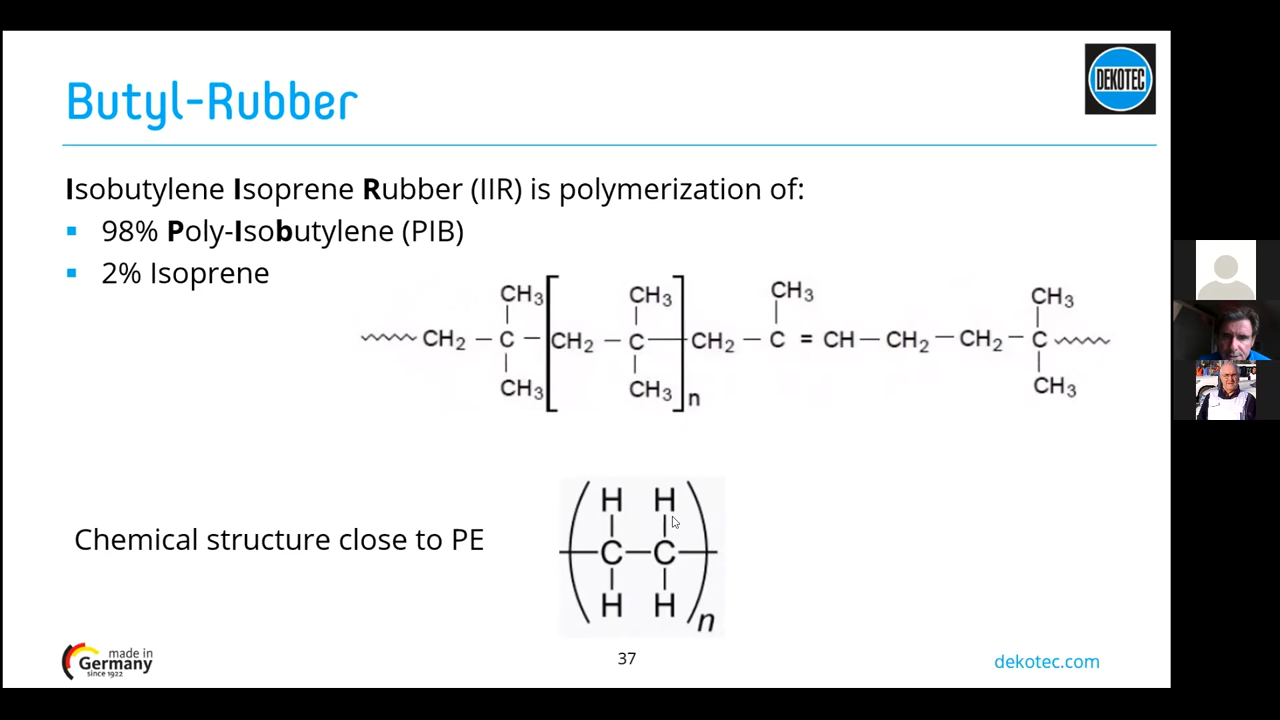 Butyl-Rubber
DEKOTEC
Isobutylene Isoprene Rubber (IIR) is polymerization of:
98% Poly-Isobutylene (PIB)
2% Isoprene
CH3 CH3 CH3 CH3
CH2 — C — [ CH2 — C — ] CH2 — C = CH — CH2 — CH2 — C
CH3 CH3 n CH3
H H
Chemical structure close to PE
C — C
H H
n
made in
Germany
since 1922
37
dekotec.com